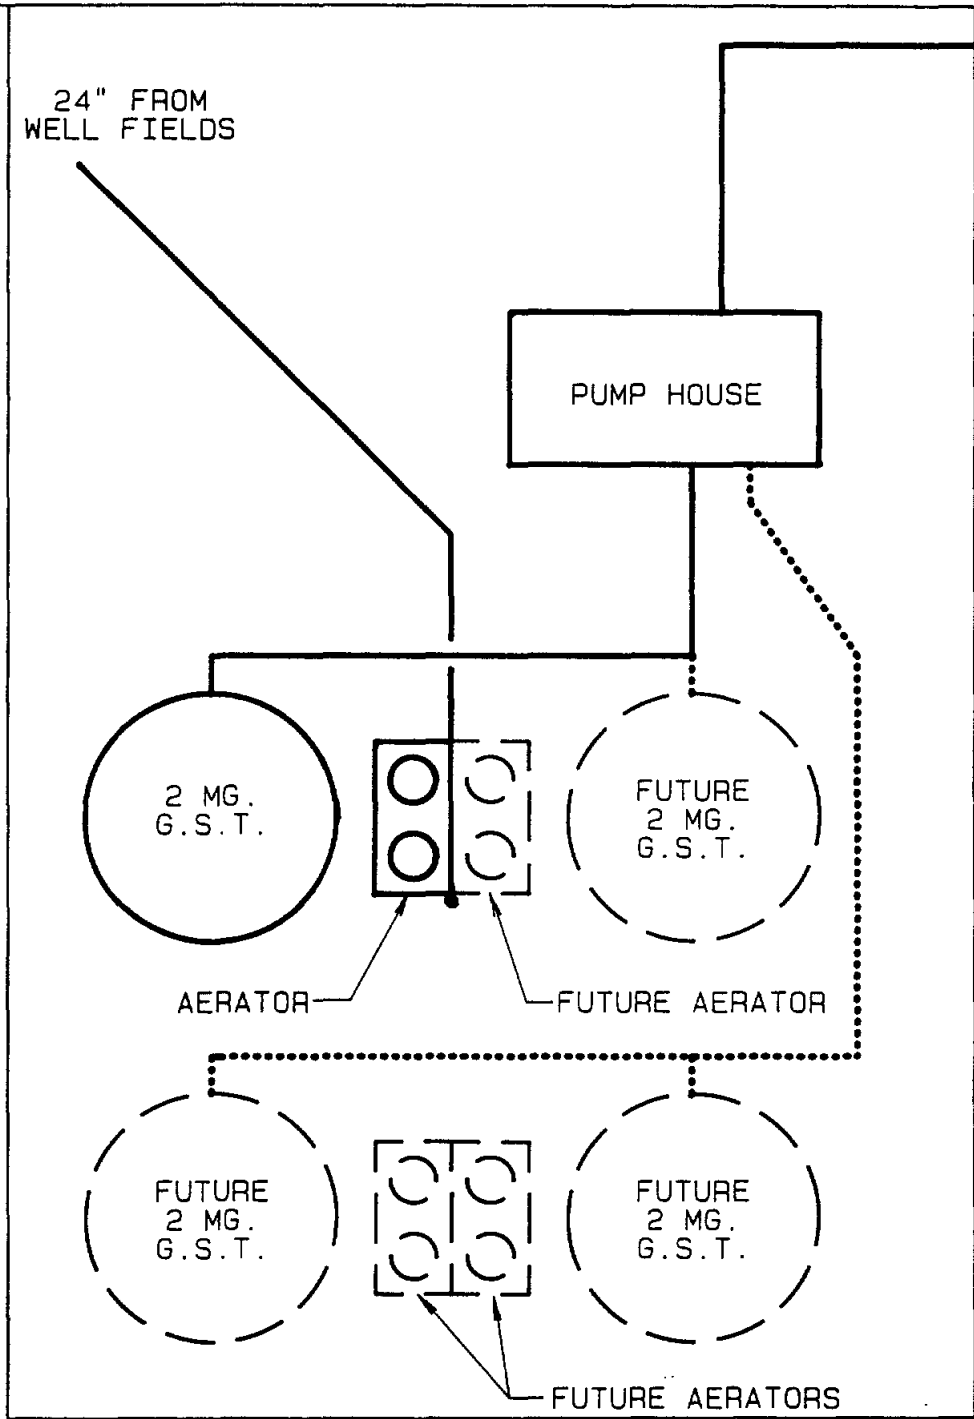 24" FROM
WELL FIELDS
PUMP HOUSE
2 MG.
G.S.T.
FUTURE
2 MG.
G.S.T.
AERATOR
FUTURE AERATOR
FUTURE
2 MG.
G.S.T.
FUTURE
2 MG.
G.S.T.
FUTURE AERATORS